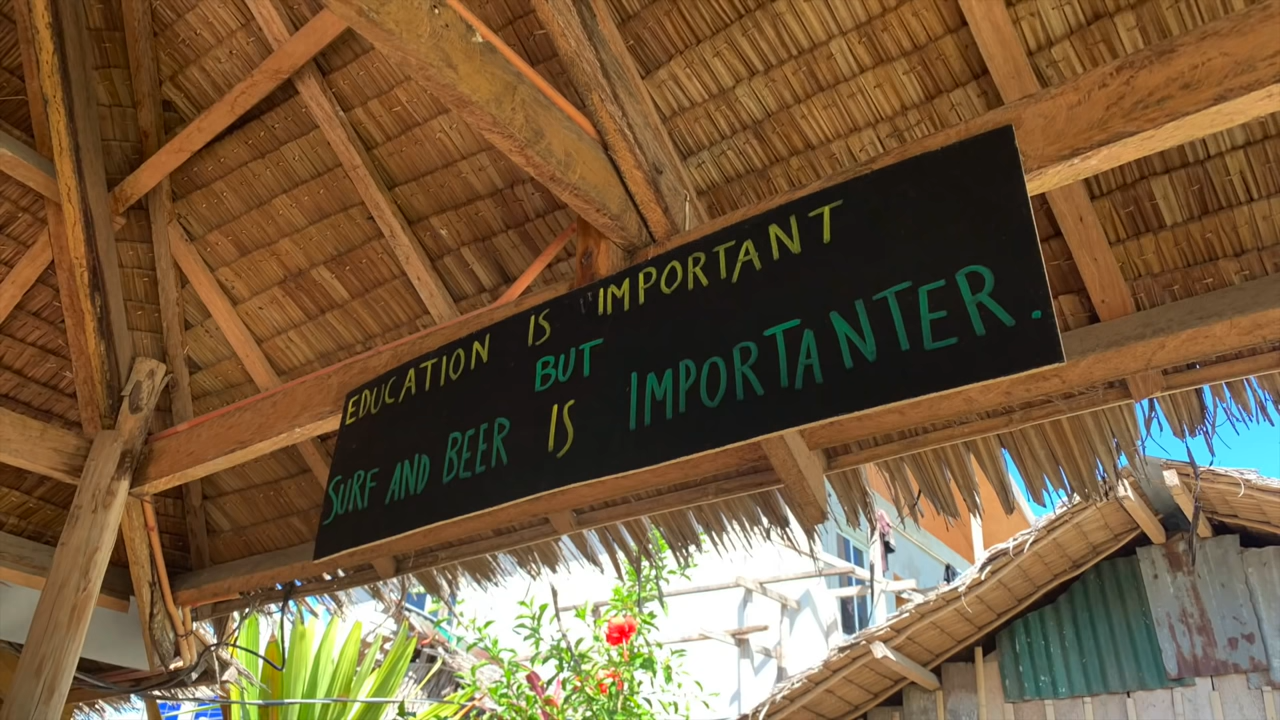 EDUCATION IS IMPORTANT
BUT
SURF AND BEER IS IMPORTANTER.